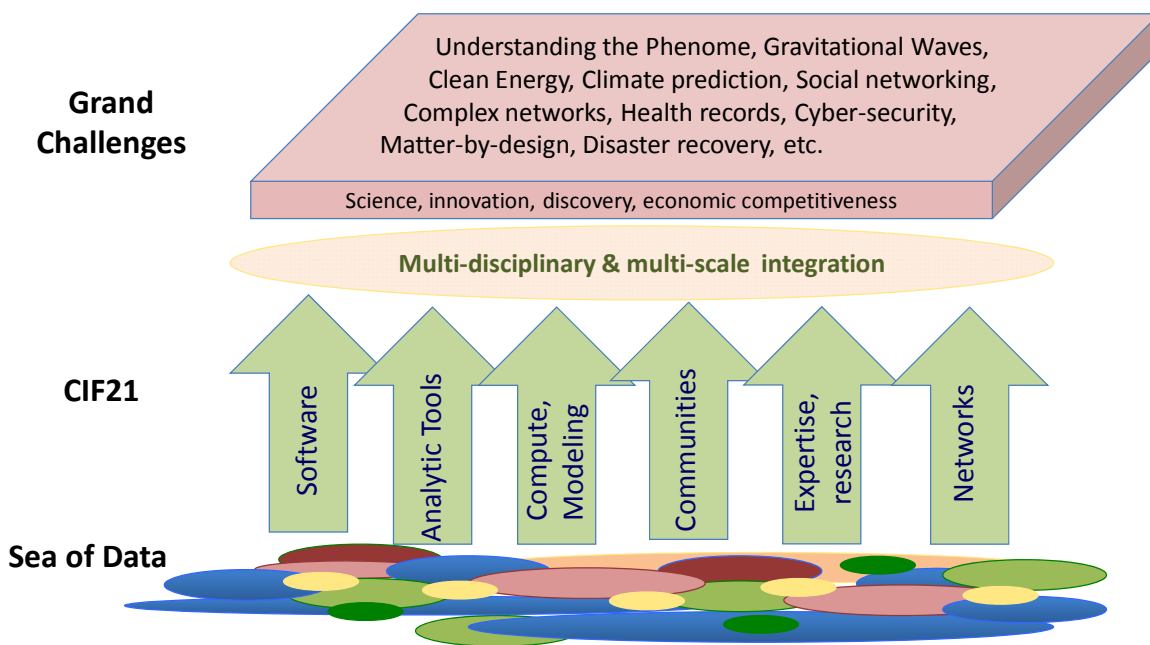 Understanding the Phenome, Gravitational Waves,
Clean Energy, Climate prediction, Social networking,
Complex networks, Health records, Cyber-security,
Matter-by-design, Disaster recovery, etc.
Grand
Challenges
Science, innovation, discovery, economic competitiveness
Multi-disciplinary & multi-scale integration
CIF21
Software
Analytic Tools
Compute,
Modeling
Communities
Expertise,
research
Networks
Sea of Data